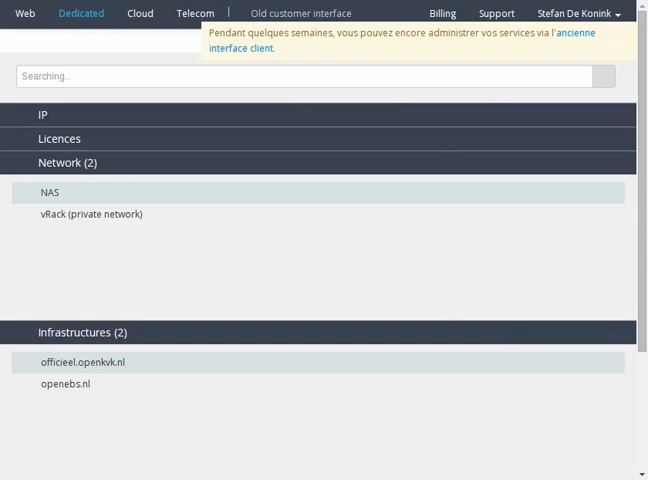 Web Dedicated Cloud Telecom | Old customer interface Billing Support Stefan De Konink
Pendant quelques semaines, vous pouvez encore administrer vos services via l'ancienne
interface client.
Searching...
IP
Licences
Network (2)
NAS
vRack (private network)
Infrastructures (2)
officieel.openkvk.nl
openebs.nl